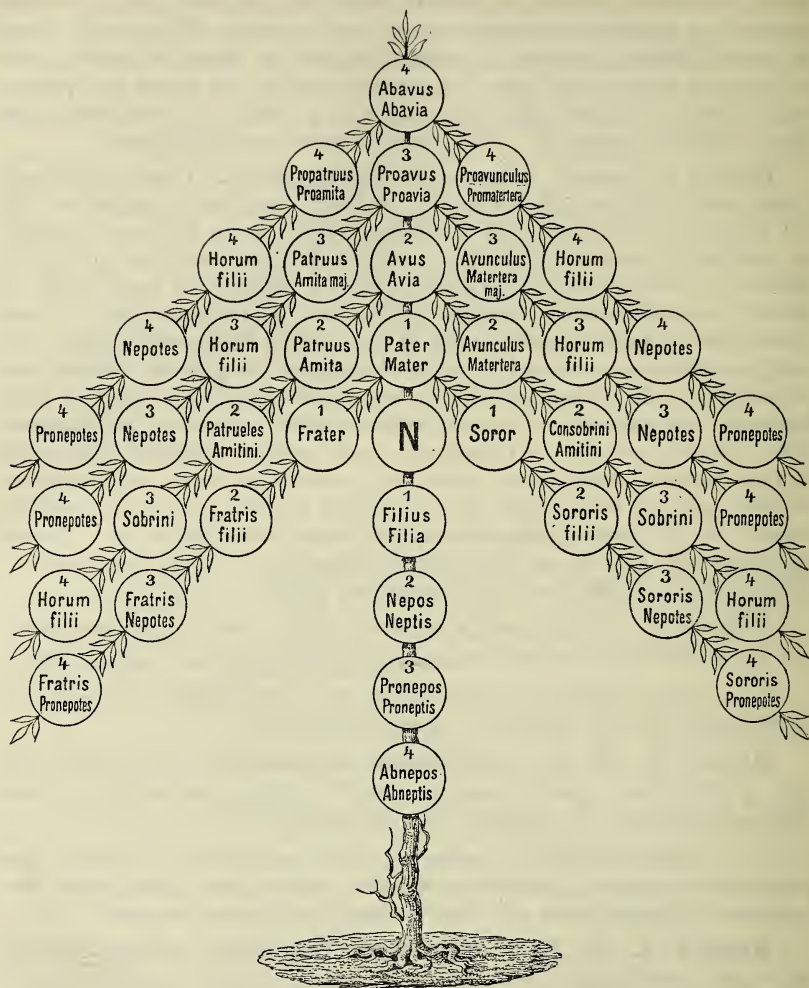 4
Abavus
Abavia
4
Propatruus
Proamita
3
Proavus
Proavia
4
Proavunculus
Promatertera
4
Horum
filii
3
Patruus
Amita maj.
2
Avus
Avia
3
Avunculus
Matertera
maj.
4
Horum
filii
4
Nepotes
3
Horum
filii
2
Patruus
Amita
1
Pater
Mater
2
Avunculus
Matertera
3
Horum
filii
4
Nepotes
4
Pronepotes
3
Nepotes
2
Patrueles
Amitini.
1
Frater
N
1
Soror
2
Consobrini
Amitini
3
Nepotes
4
Pronepotes
4
Pronepotes
3
Sobrini
2
Fratris
filii
1
Filius
Filia
2
Sororis
filii
3
Sobrini
4
Pronepotes
4
Horum
filii
3
Fratris
Nepotes
2
Nepos
Neptis
3
Sororis
Nepotes
4
Horum
filii
4
Fratris
Pronepotes
3
Pronepos
Proneptis
4
Sororis
Pronepotes
4
Abnepos
Abneptis